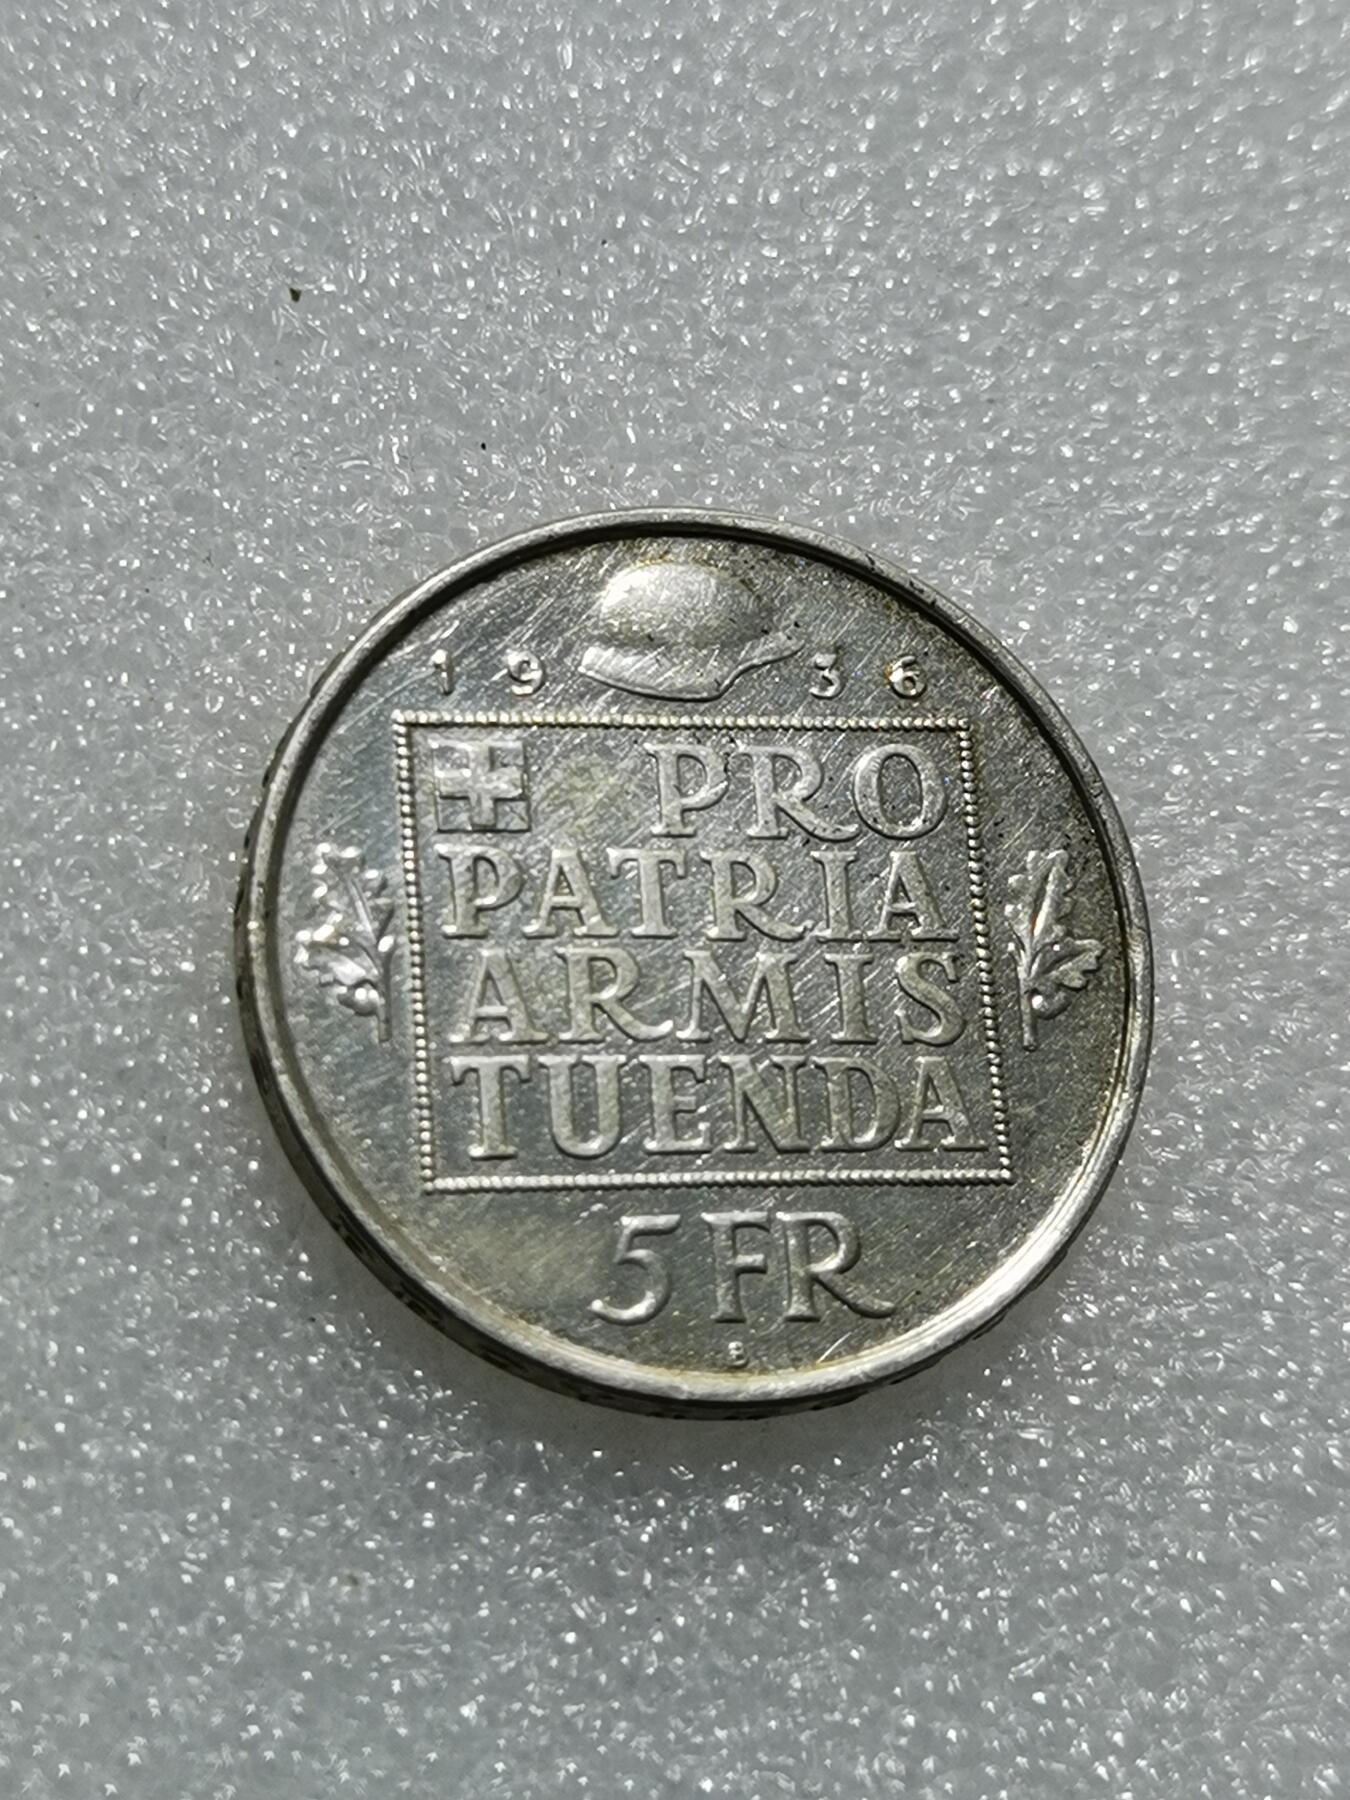 1936
PRO
PATRIA
ARMIS
TUENDA
5 FR
B